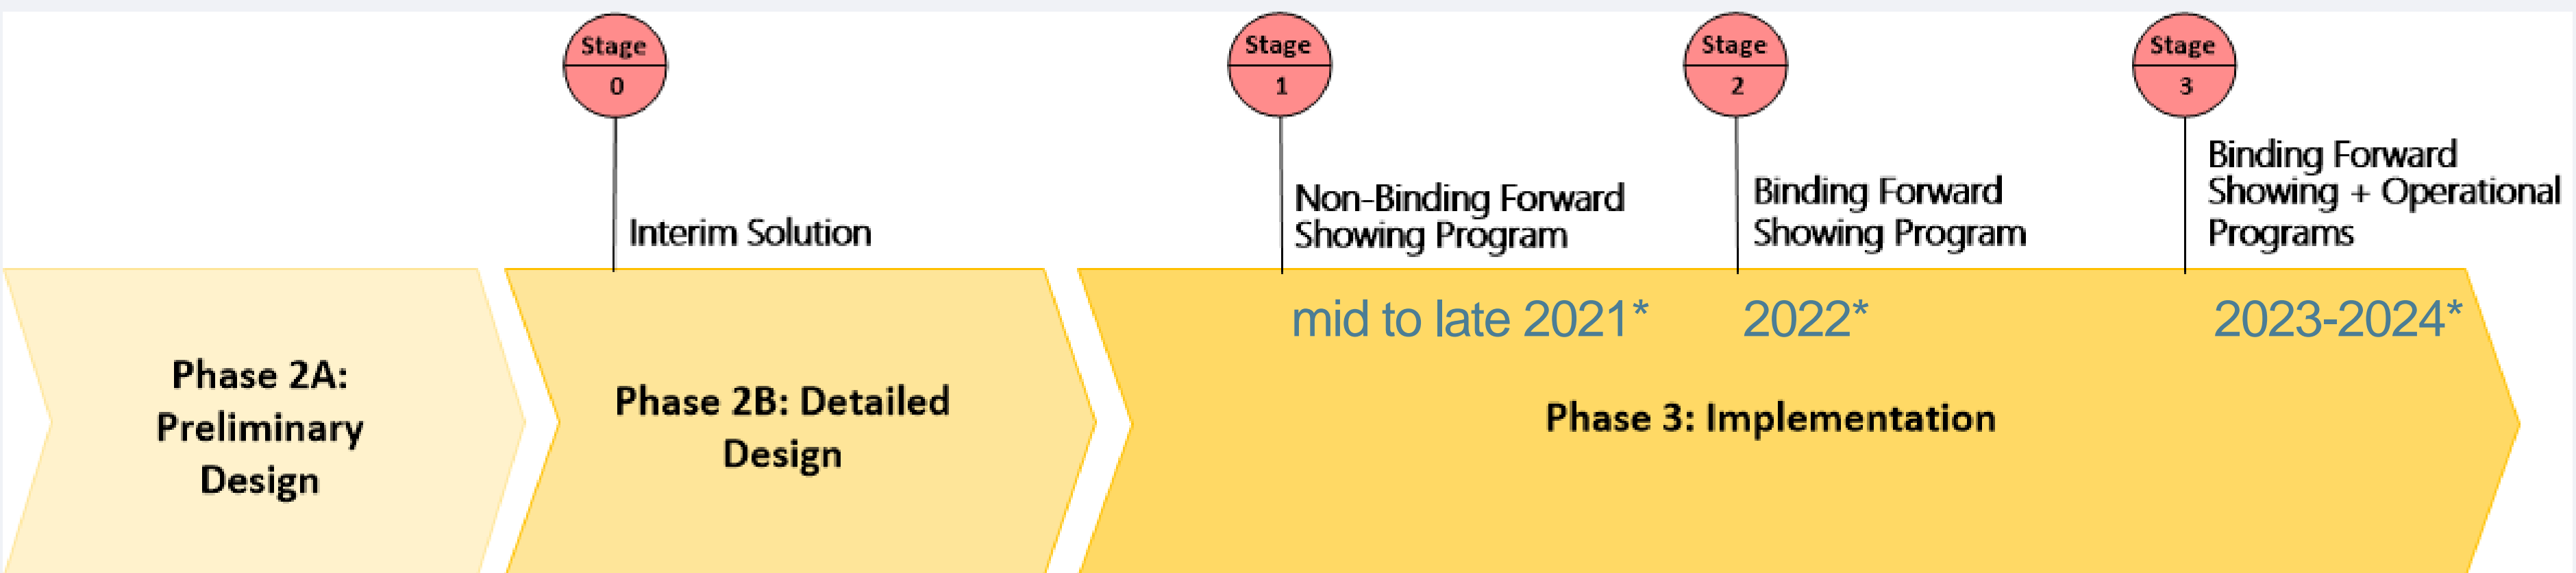 Stage
0
Interim Solution
Stage
1
Non-Binding Forward
Showing Program
Stage
2
Binding Forward
Showing Program
Stage
3
Binding Forward
Showing + Operational
Programs
Phase 2A:
Preliminary
Design
Phase 2B: Detailed
Design
mid to late 2021*
2022*
2023-2024*
Phase 3: Implementation